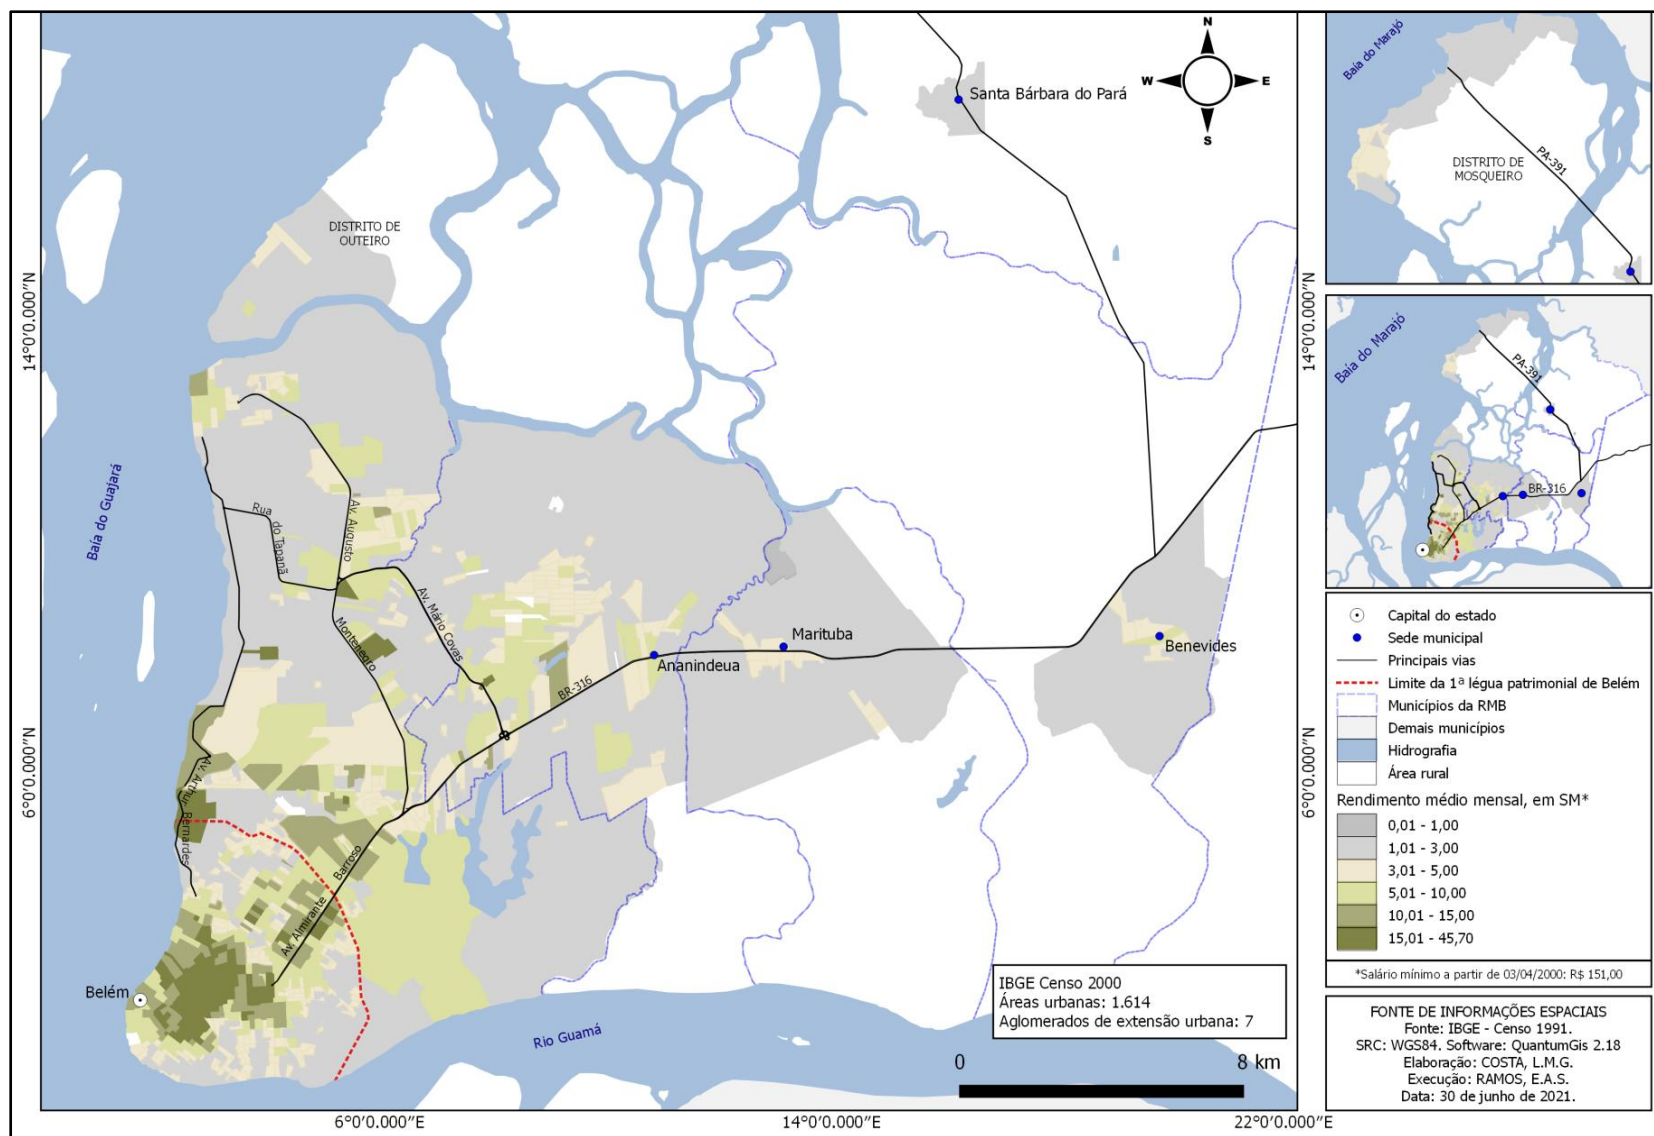 N
W
E
S
Santa Bárbara do Pará
DISTRITO DE
OUTEIRO
14°0'0.000"N
14°0'0.000"N
Baía do Guajará
Rua do Tapanã
Av. Augusto
Montenegro
Av. Mário Covas
BR-316
Ananindeua
Marituba
Benevides
6°0'0.000"N
6°0'0.000"N
Av. Arthur Bernardes
Av. Almirante Barroso
Belém
Rio Guamá
IBGE Censo 2000
Áreas urbanas: 1.614
Aglomerados de extensão urbana: 7
0
8 km
6°0'0.000"E
14°0'0.000"E
22°0'0.000"E
Baía do Marajó
PA-391
DISTRITO DE
MOSQUEIRO
Baía do Marajó
PA-391
BR-316
Capital do estado
Sede municipal
Principais vias
Limite da 1ª légua patrimonial de Belém
Municípios da RMB
Demais municípios
Hidrografia
Área rural
Rendimento médio mensal, em SM*
0,01 - 1,00
1,01 - 3,00
3,01 - 5,00
5,01 - 10,00
10,01 - 15,00
15,01 - 45,70
*Salário mínimo a partir de 03/04/2000: R$ 151,00
FONTE DE INFORMAÇÕES ESPACIAIS
Fonte: IBGE - Censo 1991.
SRC: WGS84. Software: QuantumGis 2.18
Elaboração: COSTA, L.M.G.
Execução: RAMOS, E.A.S.
Data: 30 de junho de 2021.